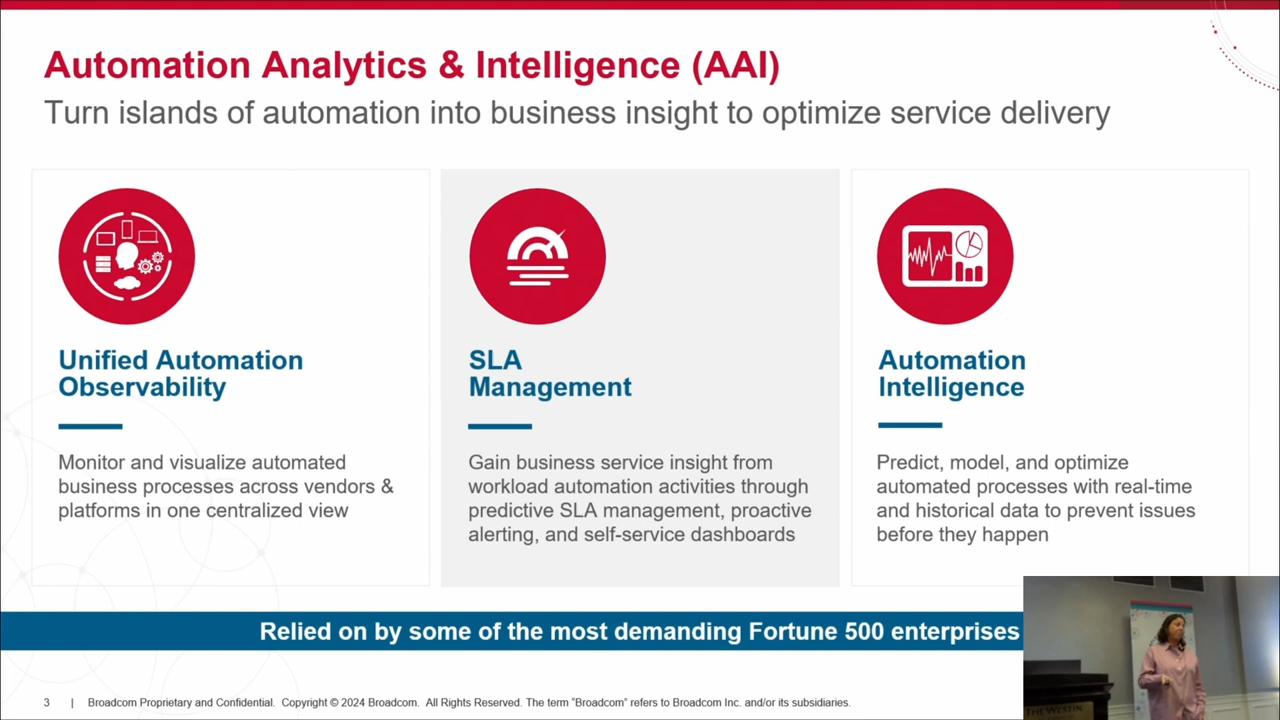 Automation Analytics & Intelligence (AAI)
Turn islands of automation into business insight to optimize service delivery
Unified Automation
Observability
Monitor and visualize automated
business processes across vendors &
platforms in one centralized view
SLA
Management
Gain business service insight from
workload automation activities through
predictive SLA management, proactive
alerting, and self-service dashboards
Automation
Intelligence
Predict, model, and optimize
automated processes with real-time
and historical data to prevent issues
before they happen
Relied on by some of the most demanding Fortune 500 enterprises
3 | Broadcom Proprietary and Confidential. Copyright © 2024 Broadcom. All Rights Reserved. The term “Broadcom” refers to Broadcom Inc. and/or its subsidiaries.
THE WESTIN